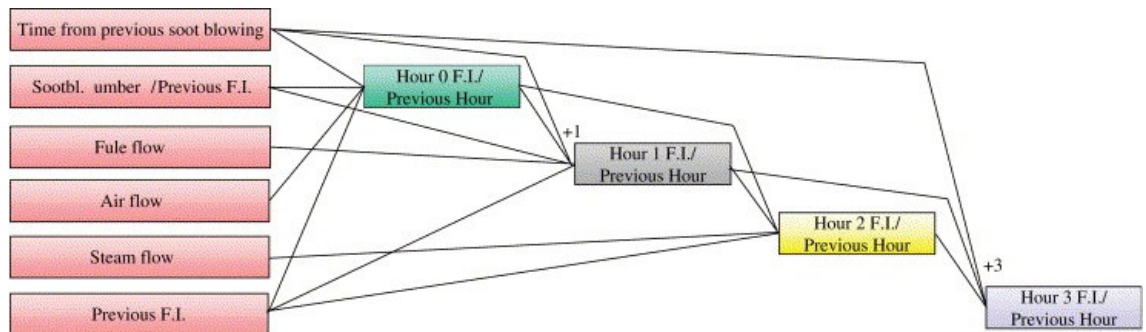 Time from previous soot blowing
Sootbl. umber /Previous F.I.
Fule flow
Air flow
Steam flow
Previous F.I.
Hour 0 F.I./
Previous Hour
+1
Hour 1 F.I./
Previous Hour
Hour 2 F.I./
Previous Hour
+3
Hour 3 F.I./
Previous Hour